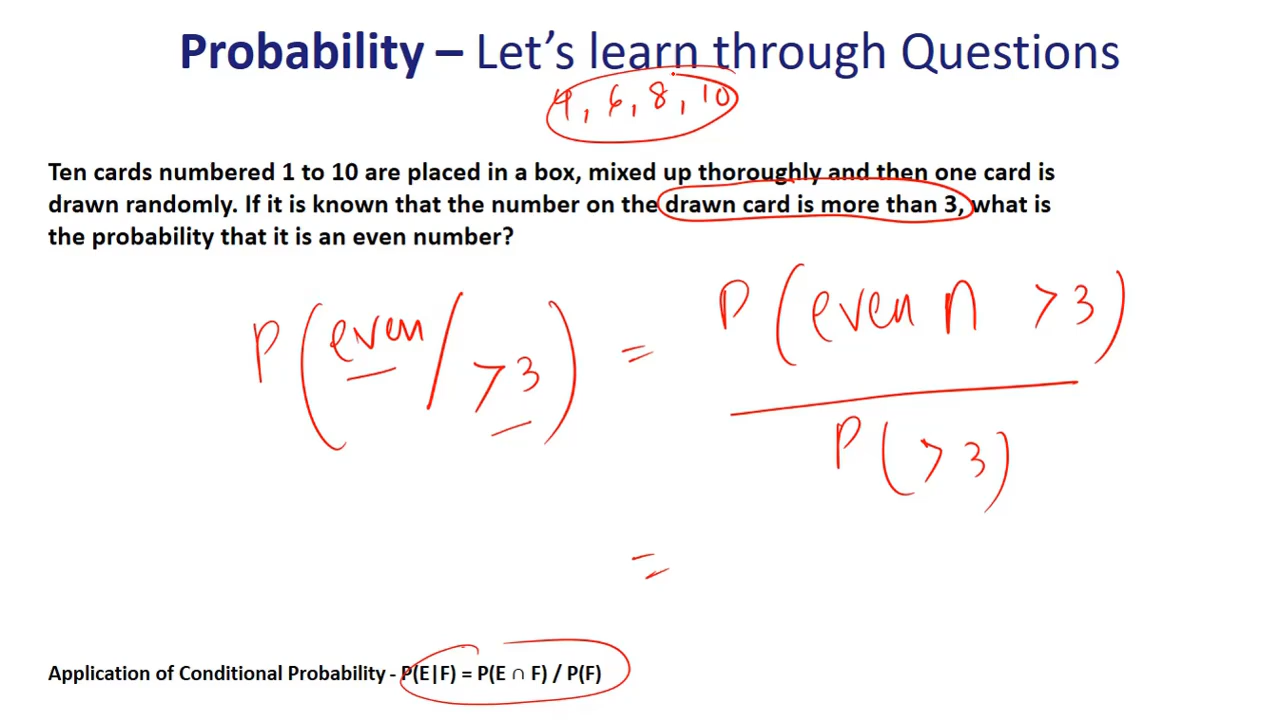 Probability – Let's learn through Questions
4, 6, 8, 10
Ten cards numbered 1 to 10 are placed in a box, mixed up thoroughly and then one card is
drawn randomly. If it is known that the number on the drawn card is more than 3, what is
the probability that it is an even number?
P(even / >3) = P(even ∩ >3)
P(>3)
=
Application of Conditional Probability - P(E|F) = P(E ∩ F) / P(F)